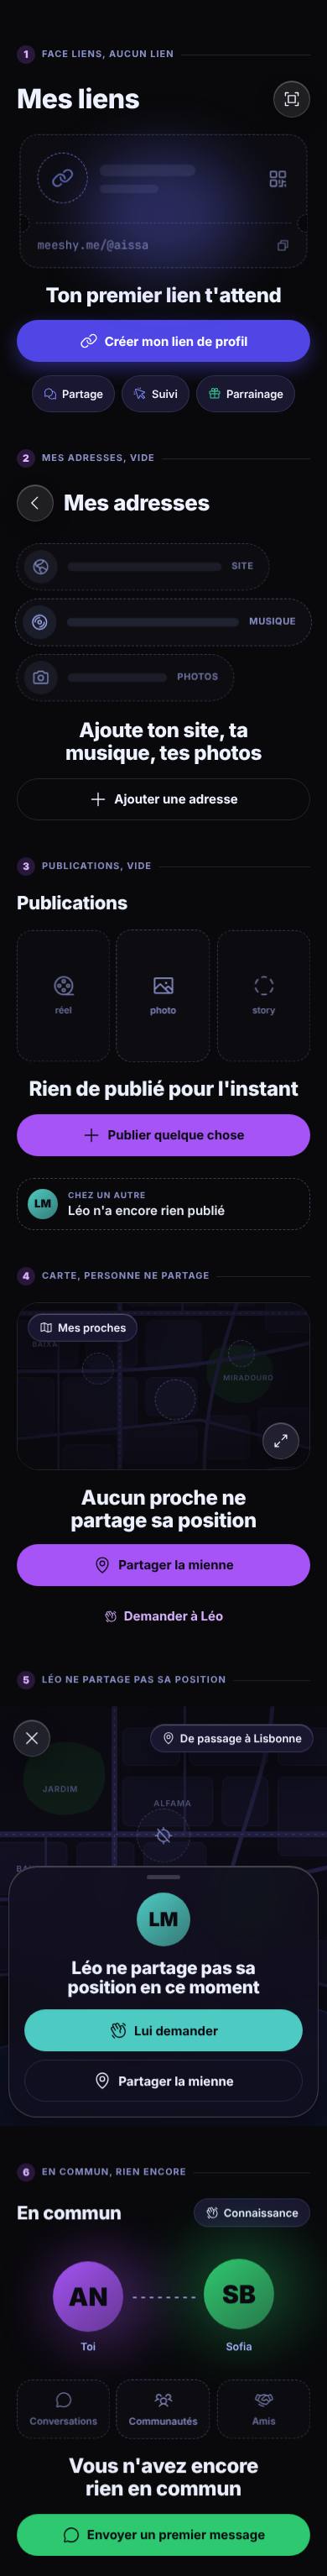 1 FACE LIENS, AUCUN LIEN
Mes liens
meeshy.me/@aissa
Ton premier lien t'attend
Créer mon lien de profil
Partage
Suivi
Parrainage
2 MES ADRESSES, VIDE
Mes adresses
SITE
MUSIQUE
PHOTOS
Ajoute ton site, ta
musique, tes photos
Ajouter une adresse
3 PUBLICATIONS, VIDE
Publications
réel
photo
story
Rien de publié pour l'instant
Publier quelque chose
LM
CHEZ UN AUTRE
Léo n'a encore rien publié
4 CARTE, PERSONNE NE PARTAGE
Mes proches
BAIXA
MIRADOURO
Aucun proche ne
partage sa position
Partager la mienne
Demander à Léo
5 LÉO NE PARTAGE PAS SA POSITION
De passage à Lisbonne
JARDIM
ALFAMA
LM
Léo ne partage pas sa
position en ce moment
Lui demander
Partager la mienne
6 EN COMMUN, RIEN ENCORE
En commun
Connaissance
AN
SB
Toi
Sofia
Conversations
Communautés
Amis
Vous n'avez encore
rien en commun
Envoyer un premier message